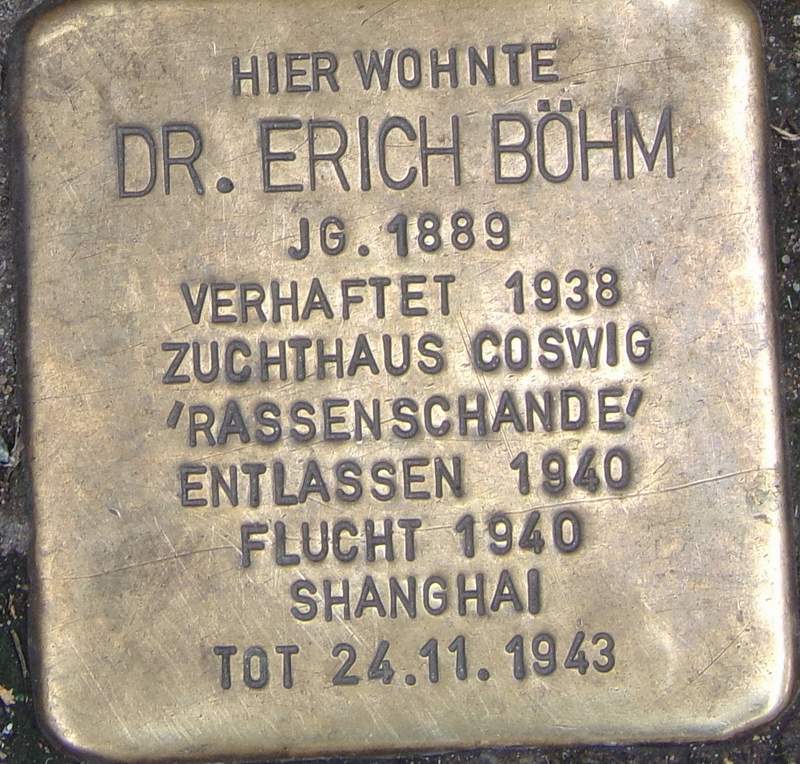 HIER WOHNTE
DR. ERICH BÖHM
JG. 1889
VERHAFTET 1938
ZUCHTHAUS COSWIG
'RASSENSCHANDE'
ENTLASSEN 1940
FLUCHT 1940
SHANGHAI
TOT 24.11.1943